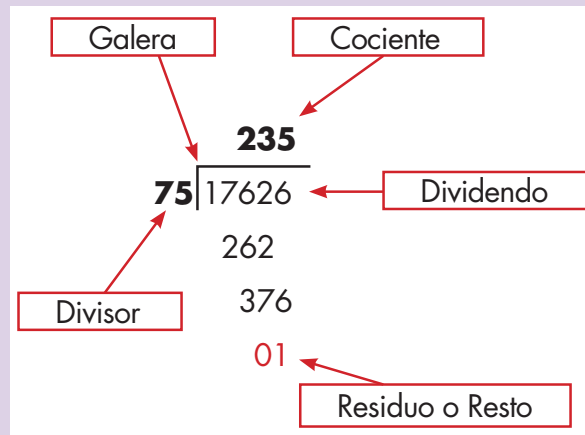 Galera
Cociente
235
75
17626
Dividendo
262
376
Divisor
01
Residuo o Resto